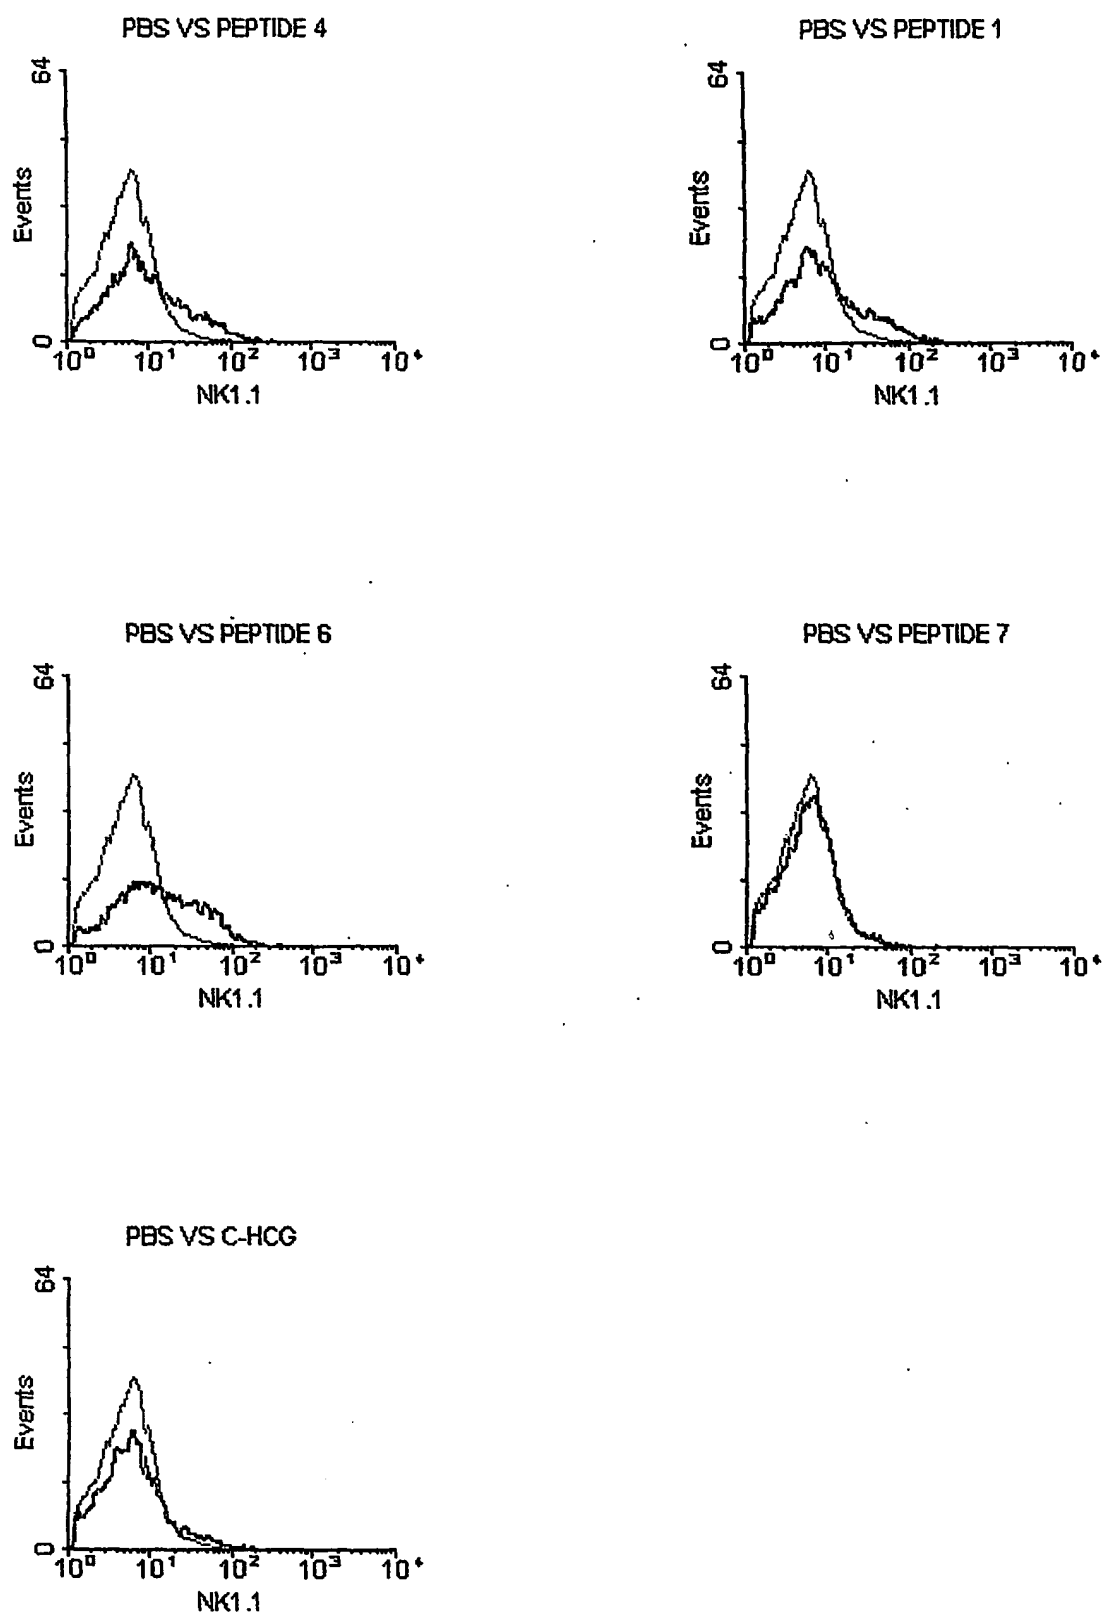 PBS VS PEPTIDE 4
64
Events
0
10⁰ 10¹ 10² 10³ 10⁴
NK1.1
PBS VS PEPTIDE 1
64
Events
0
10⁰ 10¹ 10² 10³ 10⁴
NK1.1
PBS VS PEPTIDE 6
64
Events
0
10⁰ 10¹ 10² 10³ 10⁴
NK1.1
PBS VS PEPTIDE 7
64
Events
0
10⁰ 10¹ 10² 10³ 10⁴
NK1.1
PBS VS C-HCG
64
Events
0
10⁰ 10¹ 10² 10³ 10⁴
NK1.1